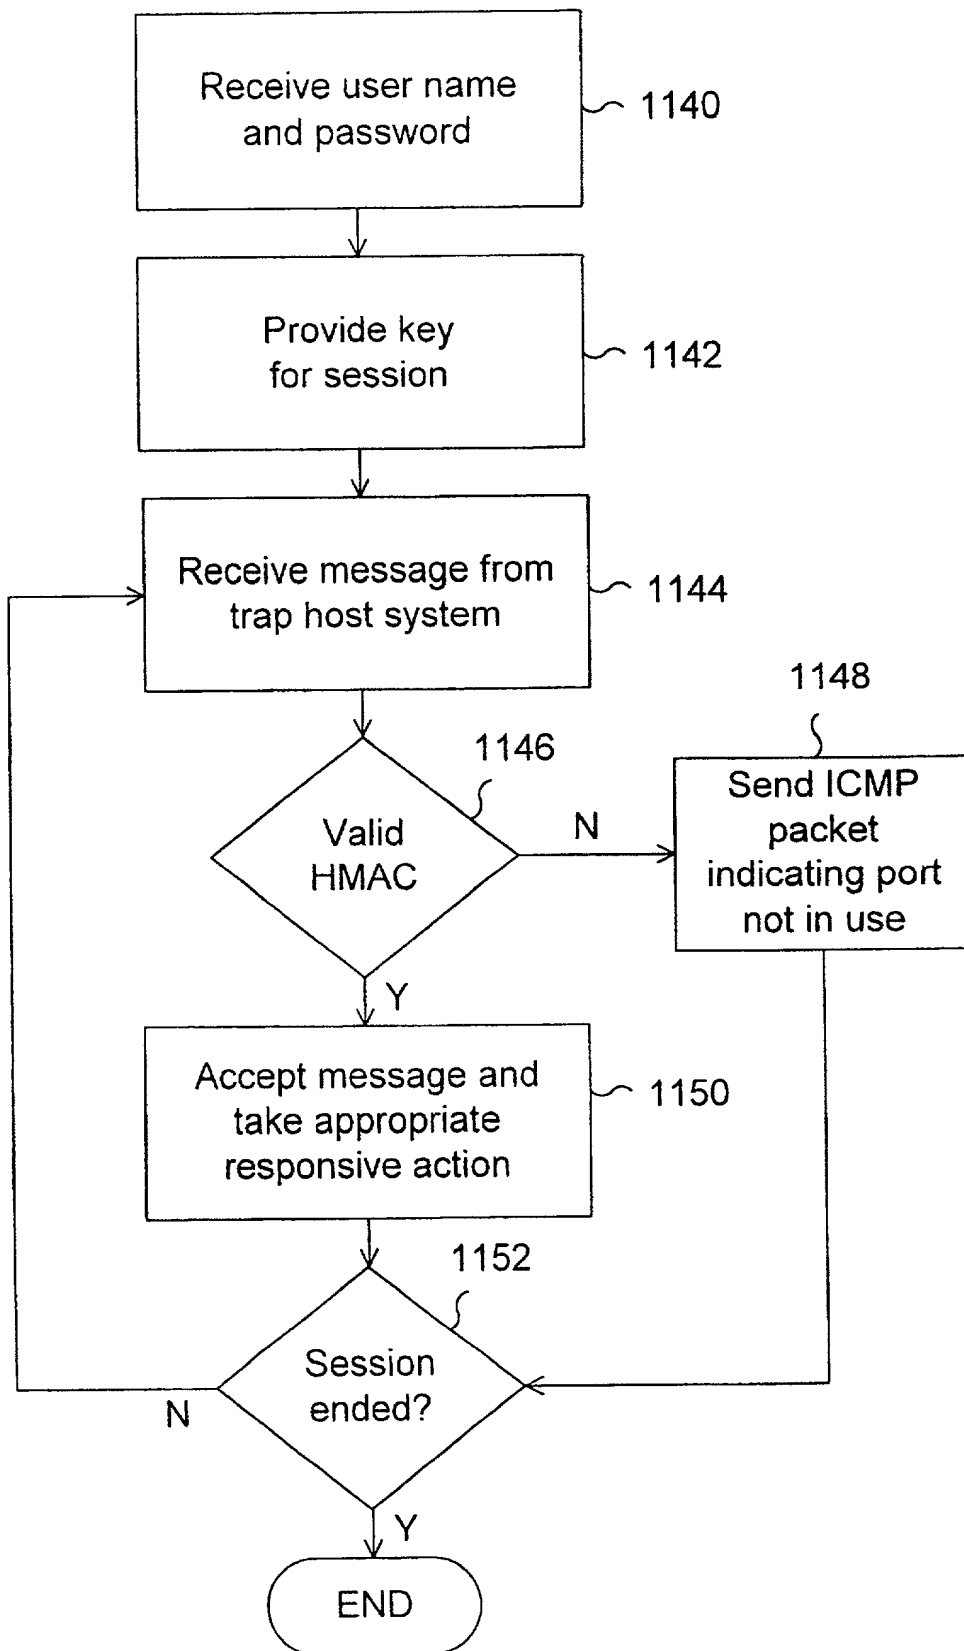 Receive user name
and password
1140
Provide key
for session
1142
Receive message from
trap host system
1144
1148
1146
Valid
HMAC
N
Send ICMP
packet
indicating port
not in use
Y
Accept message and
take appropriate
responsive action
1150
1152
Session
ended?
N
Y
END